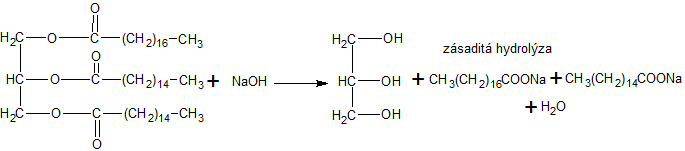 O
H₂C—O—C—(CH₂)₁₆—CH₃
O
HC—O—C—(CH₂)₁₄—CH₃ + NaOH
H₂C—O—C—(CH₂)₁₄—CH₃
O
H₂C—OH
HC—OH
H₂C—OH
zásaditá hydrolýza
+ CH₃(CH₂)₁₆COONa + CH₃(CH₂)₁₄COONa
+ H₂O